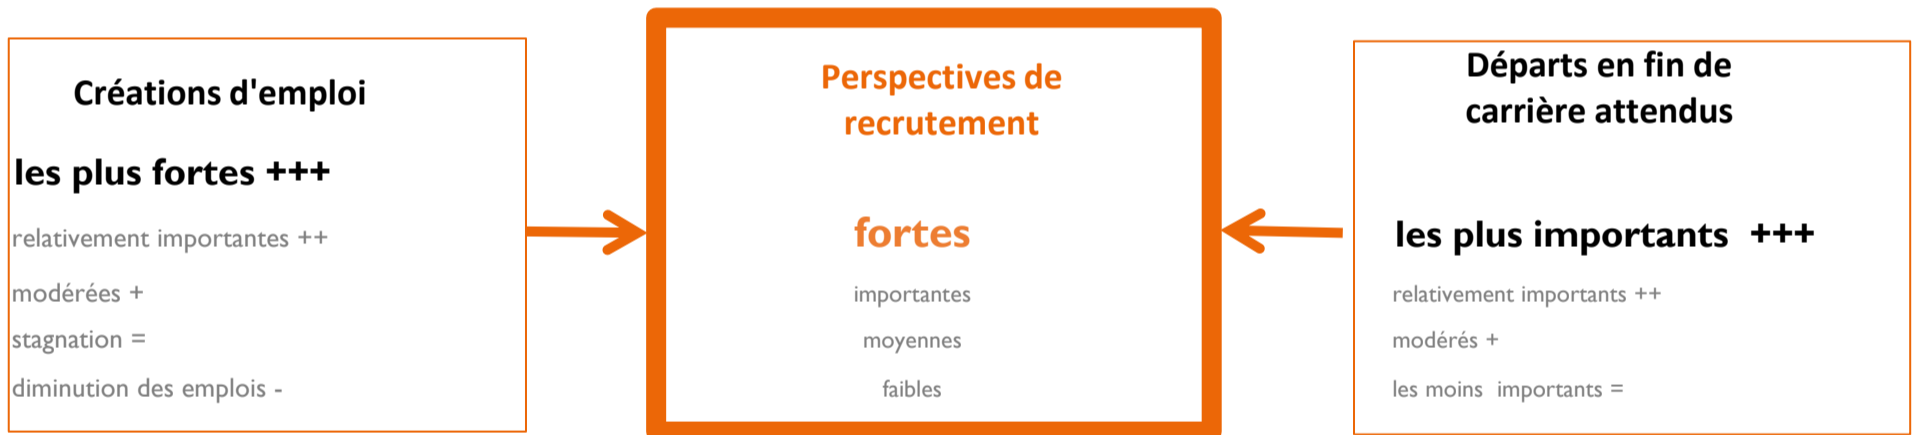 Créations d'emploi
les plus fortes +++
relativement importantes ++
modérées +
stagnation =
diminution des emplois -
Perspectives de
recrutement
fortes
importantes
moyennes
faibles
Départs en fin de
carrière attendus
les plus importants +++
relativement importants ++
modérés +
les moins importants =